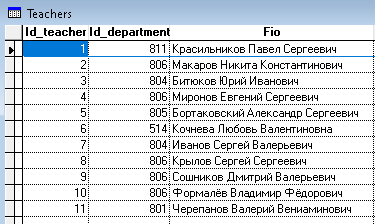 Teachers
Id_teacher Id_department Fio
1 811 Красильников Павел Сергеевич
2 806 Макаров Никита Константинович
3 804 Битюков Юрий Иванович
4 806 Миронов Евгений Сергеевич
5 805 Бортаковский Александр Сергеевич
6 514 Кочнева Любовь Валентиновна
7 804 Иванов Сергей Валерьевич
8 806 Крылов Сергей Сергеевич
9 806 Сошников Дмитрий Валерьевич
10 806 Формалёв Владимир Фёдорович
11 801 Черепанов Валерий Вениаминович